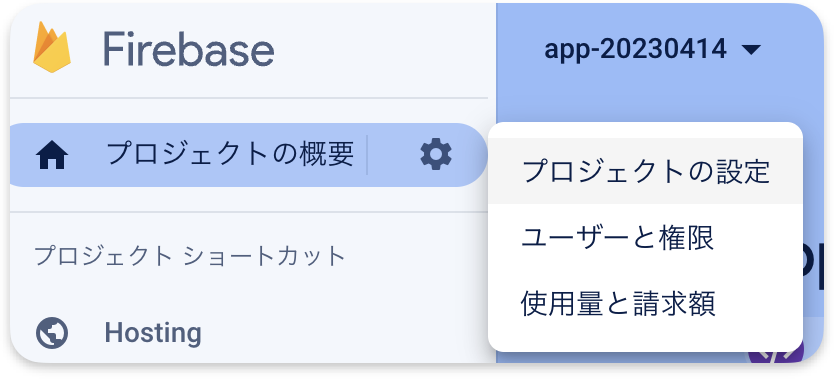 Firebase
app-20230414
プロジェクトの概要
プロジェクトの設定
ユーザーと権限
使用量と請求額
プロジェクト ショートカット
Hosting